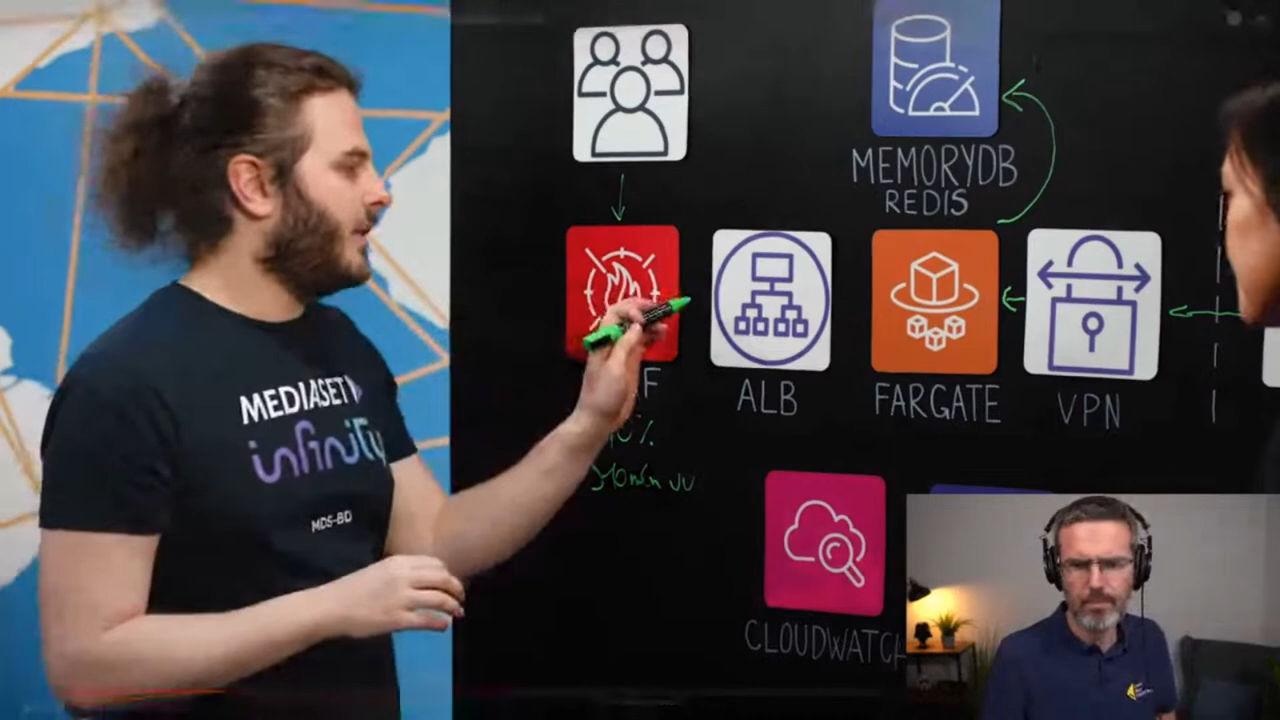 MEMORYDB
REDIS
ALB
FARGATE
VPN
CLOUDWATCH
MEDIASET
infinity
MDS-BD